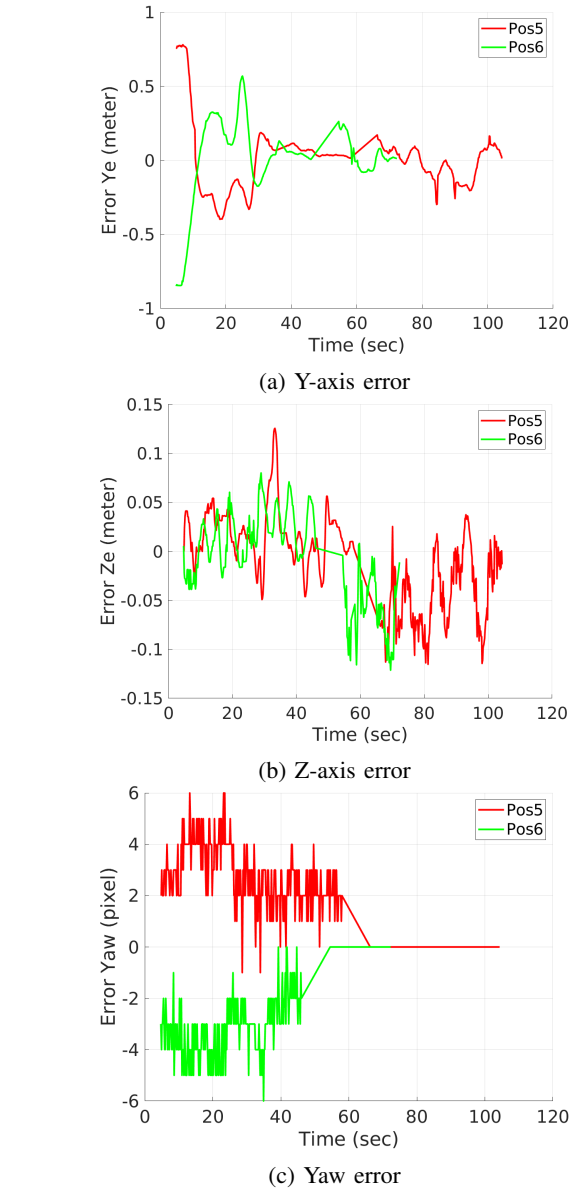 1
0.5
0
-0.5
-1
Error Ye (meter)
Pos5
Pos6
0 20 40 60 80 100 120
Time (sec)
(a) Y-axis error
0.15
0.1
0.05
0
-0.05
-0.1
-0.15
Error Ze (meter)
Pos5
Pos6
0 20 40 60 80 100 120
Time (sec)
(b) Z-axis error
6
4
2
0
-2
-4
-6
Error Yaw (pixel)
Pos5
Pos6
0 20 40 60 80 100 120
Time (sec)
(c) Yaw error